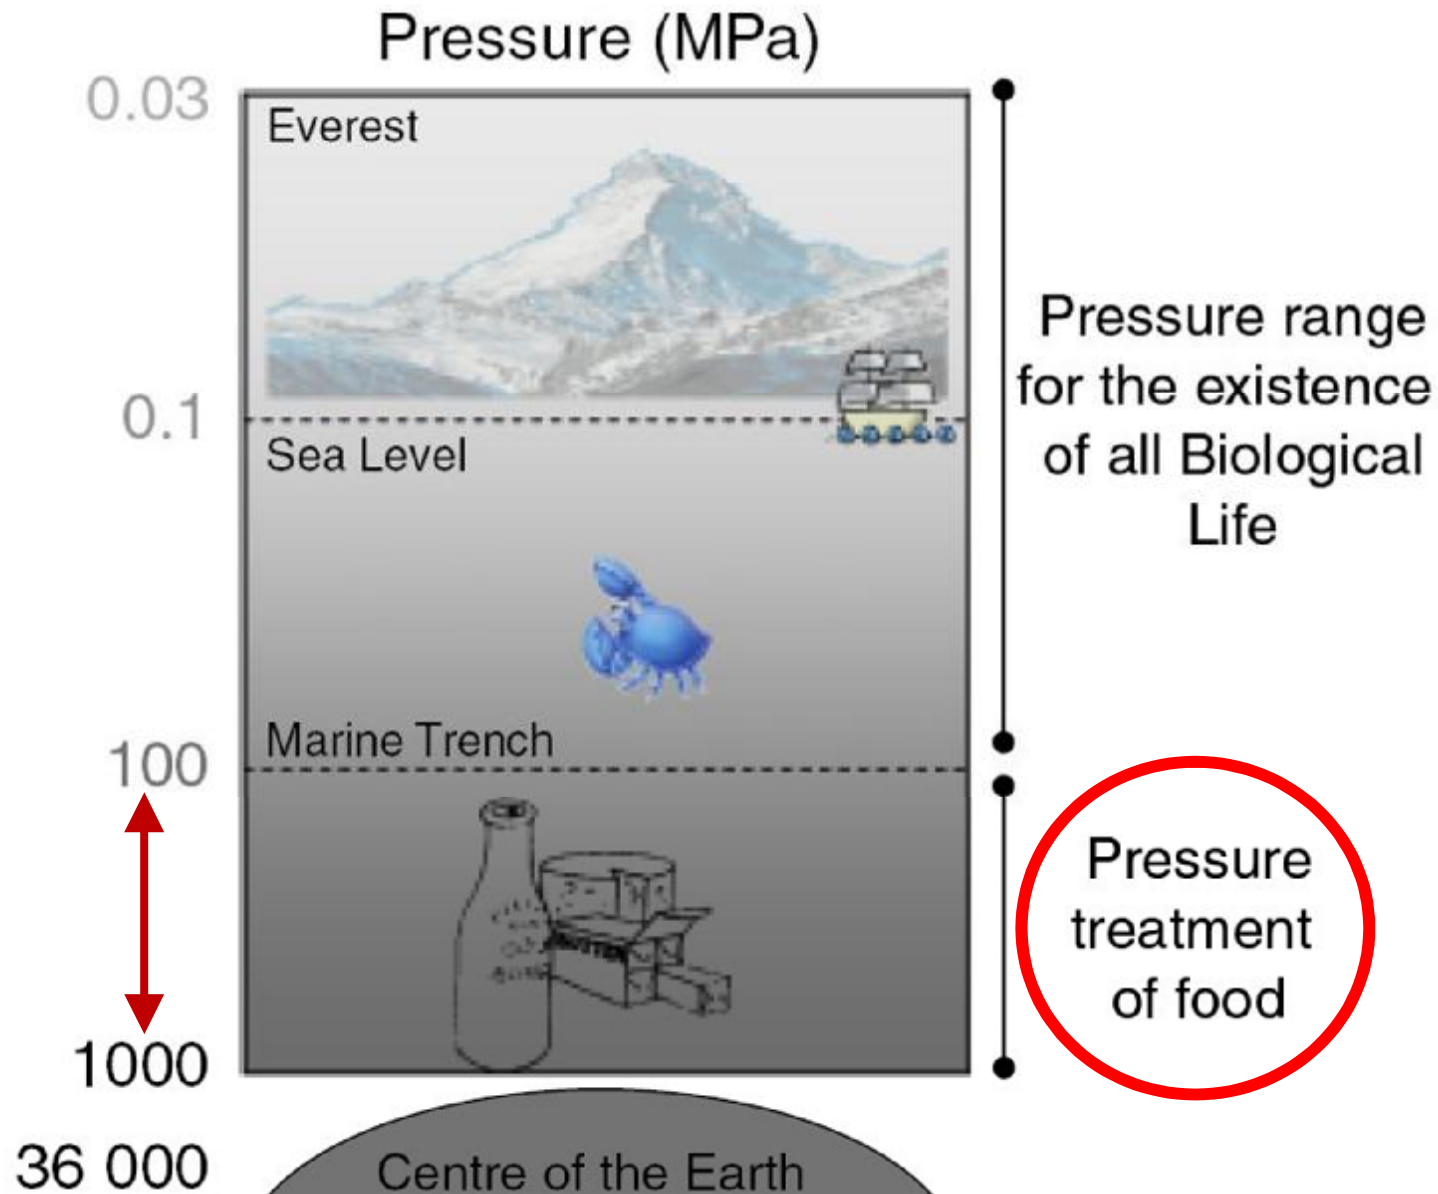 Pressure (MPa)
0.03
Everest
0.1
Sea Level
Pressure range
for the existence
of all Biological
Life
Marine Trench
100
Pressure
treatment
of food
1000
36 000
Centre of the Earth